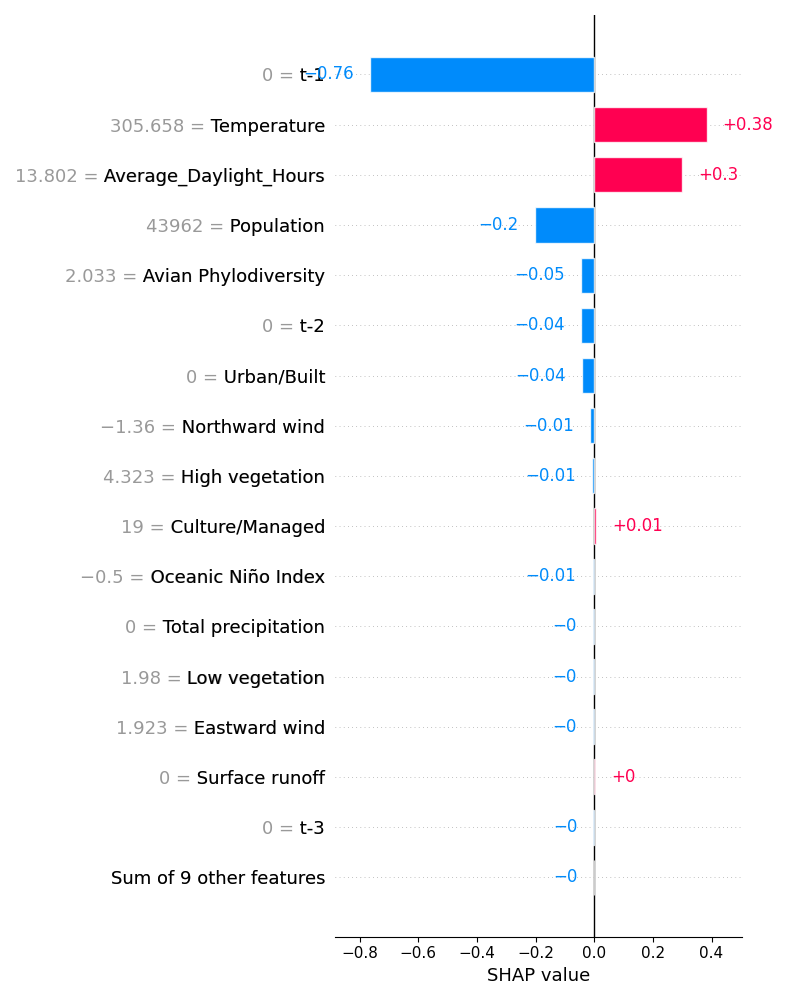 0 = t-1 −0.76
305.658 = Temperature +0.38
13.802 = Average_Daylight_Hours +0.3
43962 = Population −0.2
2.033 = Avian Phylodiversity −0.05
0 = t-2 −0.04
0 = Urban/Built −0.04
−1.36 = Northward wind −0.01
4.323 = High vegetation −0.01
19 = Culture/Managed +0.01
−0.5 = Oceanic Niño Index −0.01
0 = Total precipitation −0
1.98 = Low vegetation −0
1.923 = Eastward wind −0
0 = Surface runoff +0
0 = t-3 −0
Sum of 9 other features −0
−0.8 −0.6 −0.4 −0.2 0.0 0.2 0.4
SHAP value